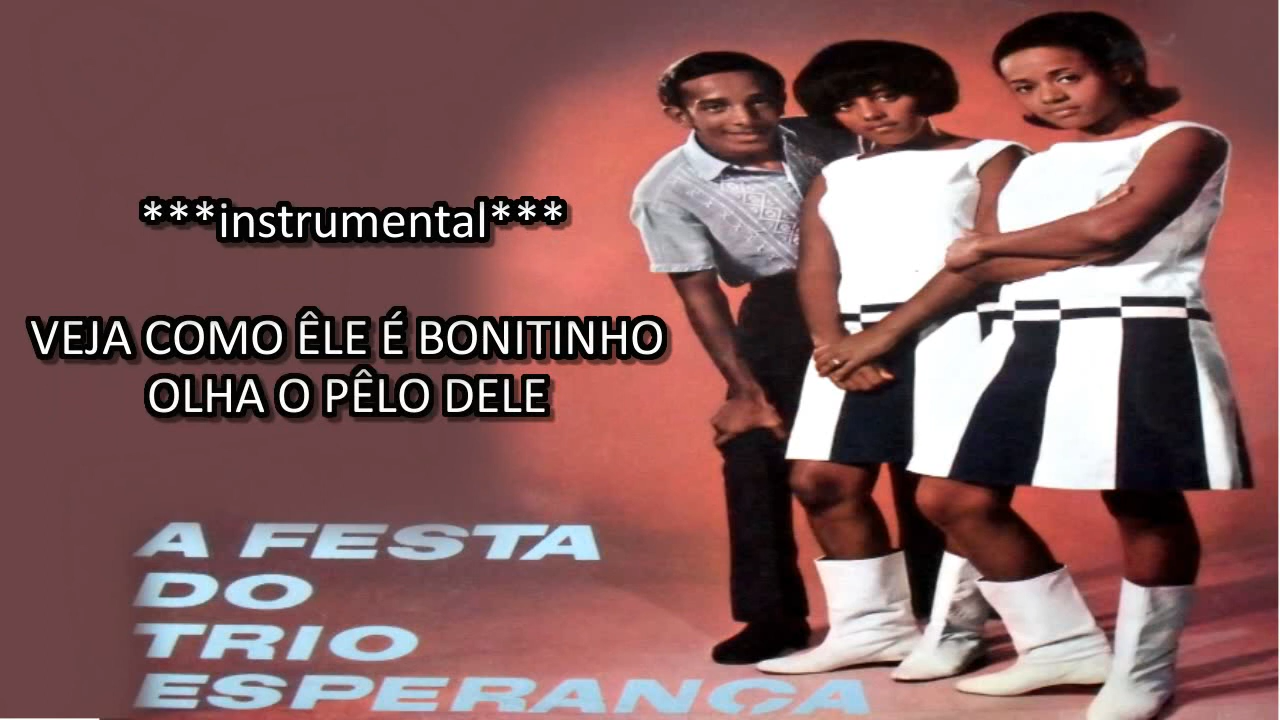 ***instrumental***
VEJA COMO ÊLE É BONITINHO
OLHA O PÊLO DELE
A FESTA
DO
TRIO
ESPERANÇA